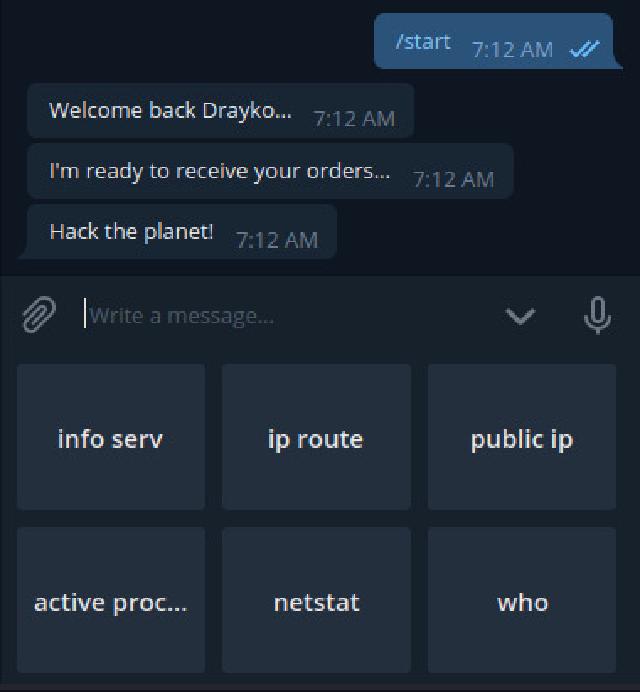 /start 7:12 AM
Welcome back Drayko... 7:12 AM
I'm ready to receive your orders... 7:12 AM
Hack the planet! 7:12 AM
Write a message...
info serv
ip route
public ip
active proc...
netstat
who